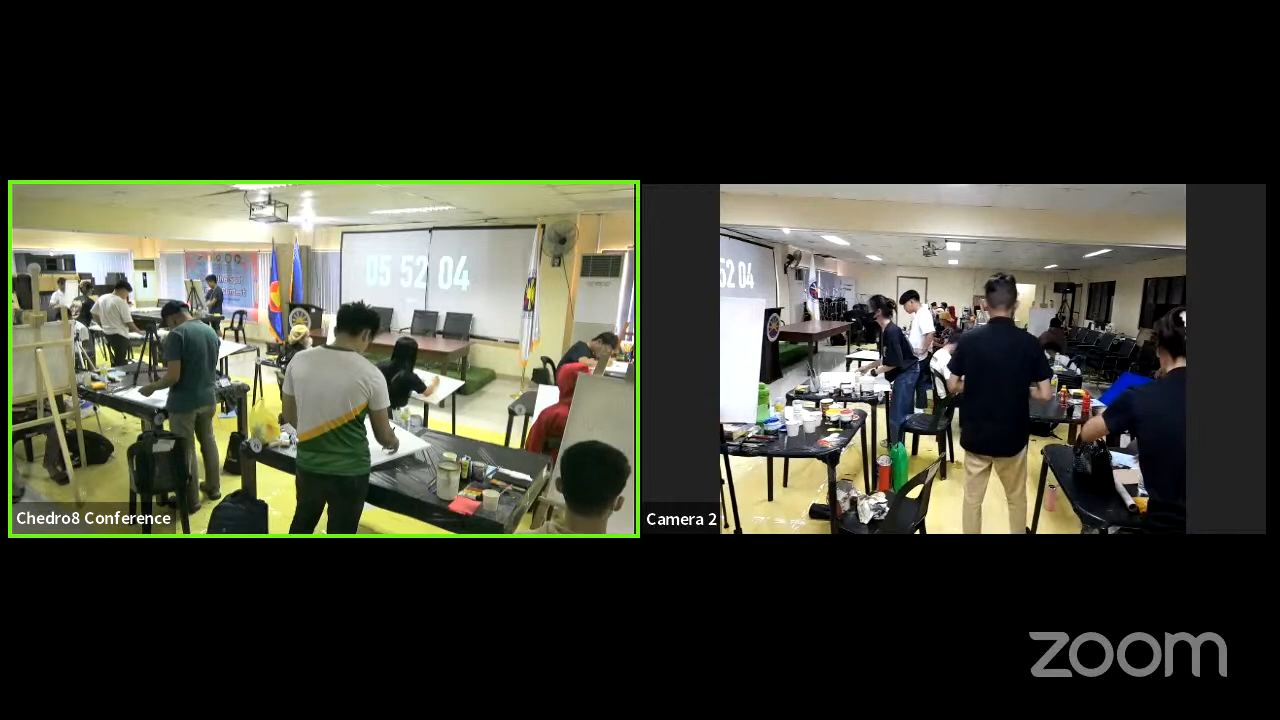 05 52 04
Chedro8 Conference
52 04
Camera 2
zoom